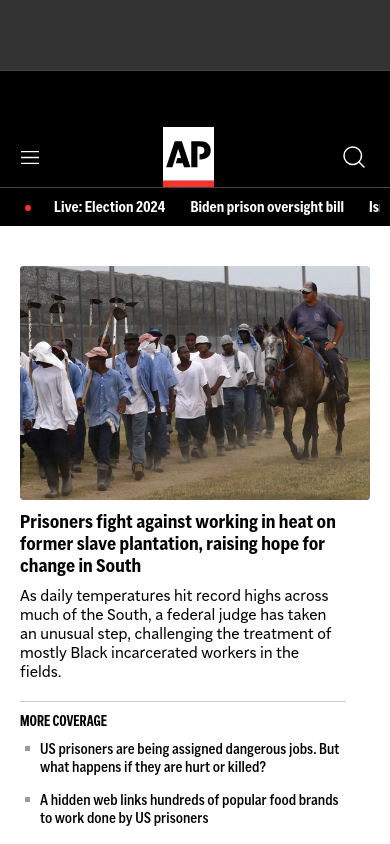 AP
Live: Election 2024 Biden prison oversight bill
Prisoners fight against working in heat on
former slave plantation, raising hope for
change in South
As daily temperatures hit record highs across
much of the South, a federal judge has taken
an unusual step, challenging the treatment of
mostly Black incarcerated workers in the
fields.
MORE COVERAGE
US prisoners are being assigned dangerous jobs. But
what happens if they are hurt or killed?
A hidden web links hundreds of popular food brands
to work done by US prisoners